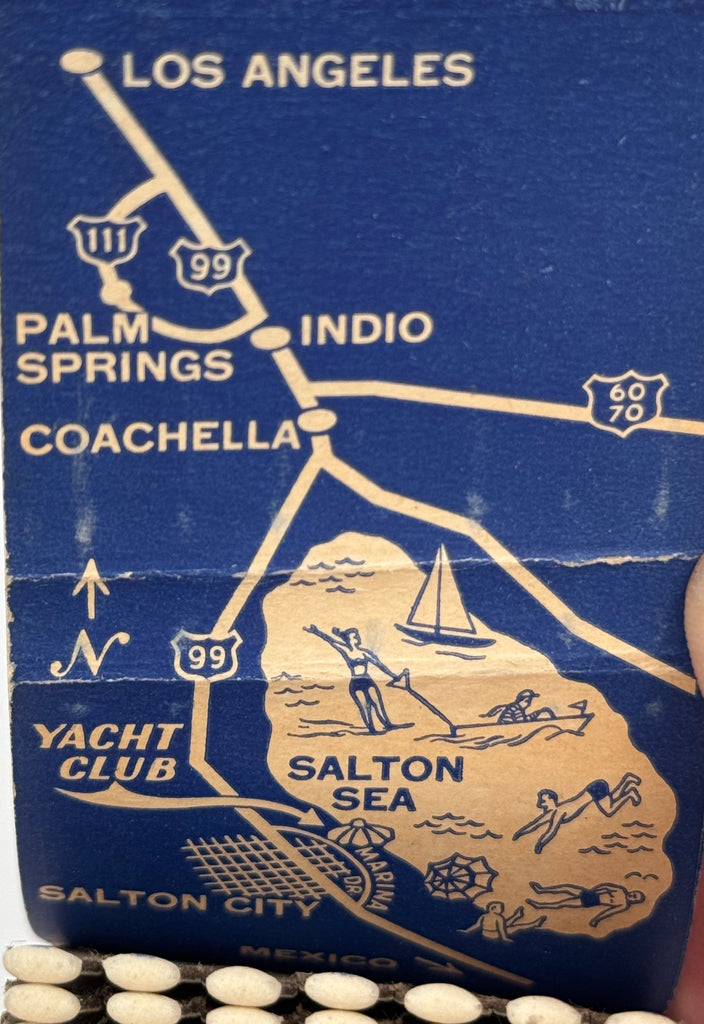 LOS ANGELES
111
99
PALM
SPRINGS
INDIO
60
70
COACHELLA
N
99
YACHT
CLUB
SALTON
SEA
MARINA
DR.
SALTON CITY
MEXICO